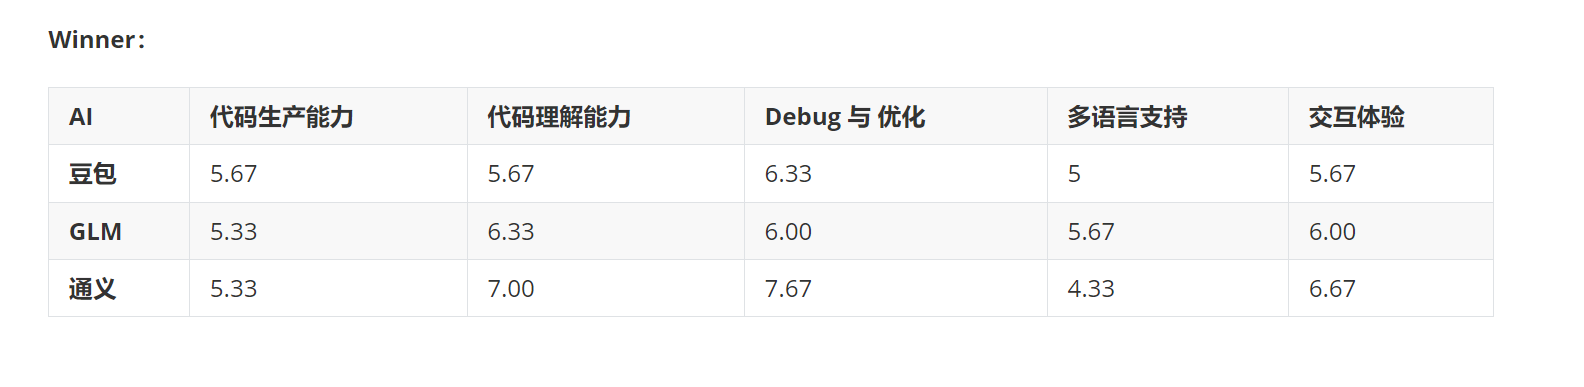 Winner：
AI 代码生产能力 代码理解能力 Debug 与 优化 多语言支持 交互体验
豆包 5.67 5.67 6.33 5 5.67
GLM 5.33 6.33 6.00 5.67 6.00
通义 5.33 7.00 7.67 4.33 6.67